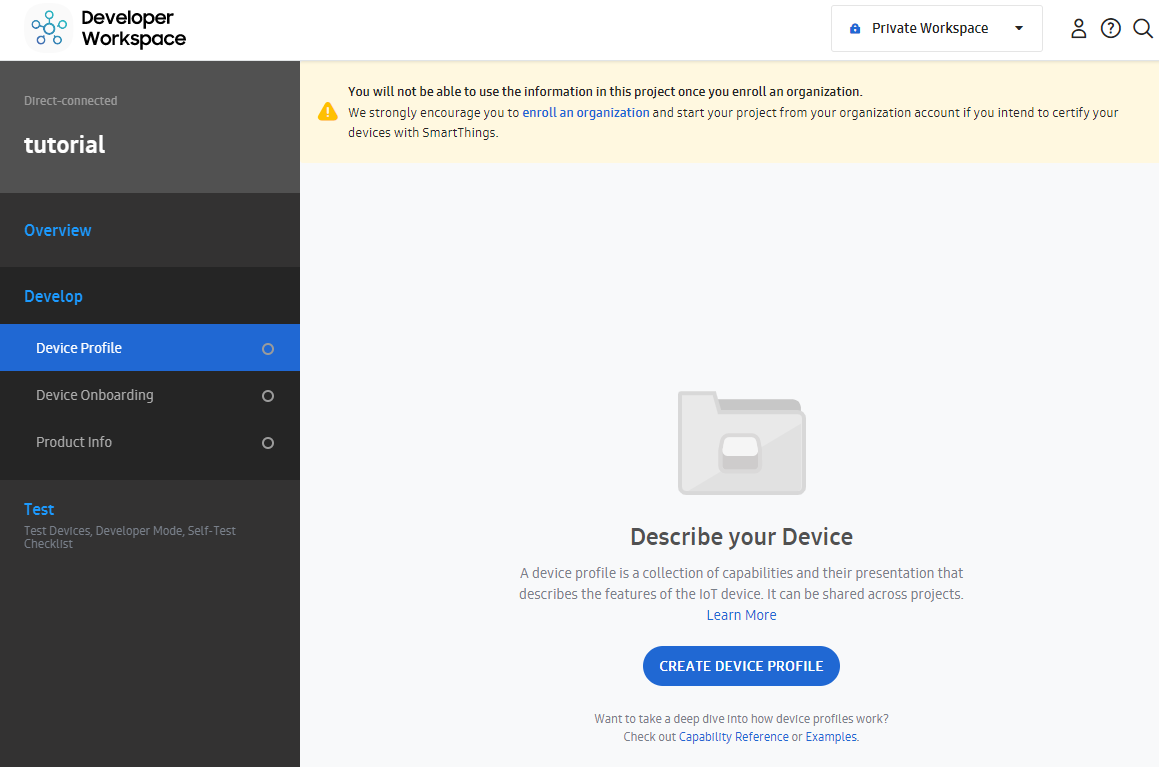 Developer
Workspace
Private Workspace
Direct-connected
tutorial
Overview
Develop
Device Profile
Device Onboarding
Product Info
Test
Test Devices, Developer Mode, Self-Test
Checklist
You will not be able to use the information in this project once you enroll an organization.
We strongly encourage you to enroll an organization and start your project from your organization account if you intend to certify your
devices with SmartThings.
Describe your Device
A device profile is a collection of capabilities and their presentation that
describes the features of the IoT device. It can be shared across projects.
Learn More
CREATE DEVICE PROFILE
Want to take a deep dive into how device profiles work?
Check out Capability Reference or Examples.